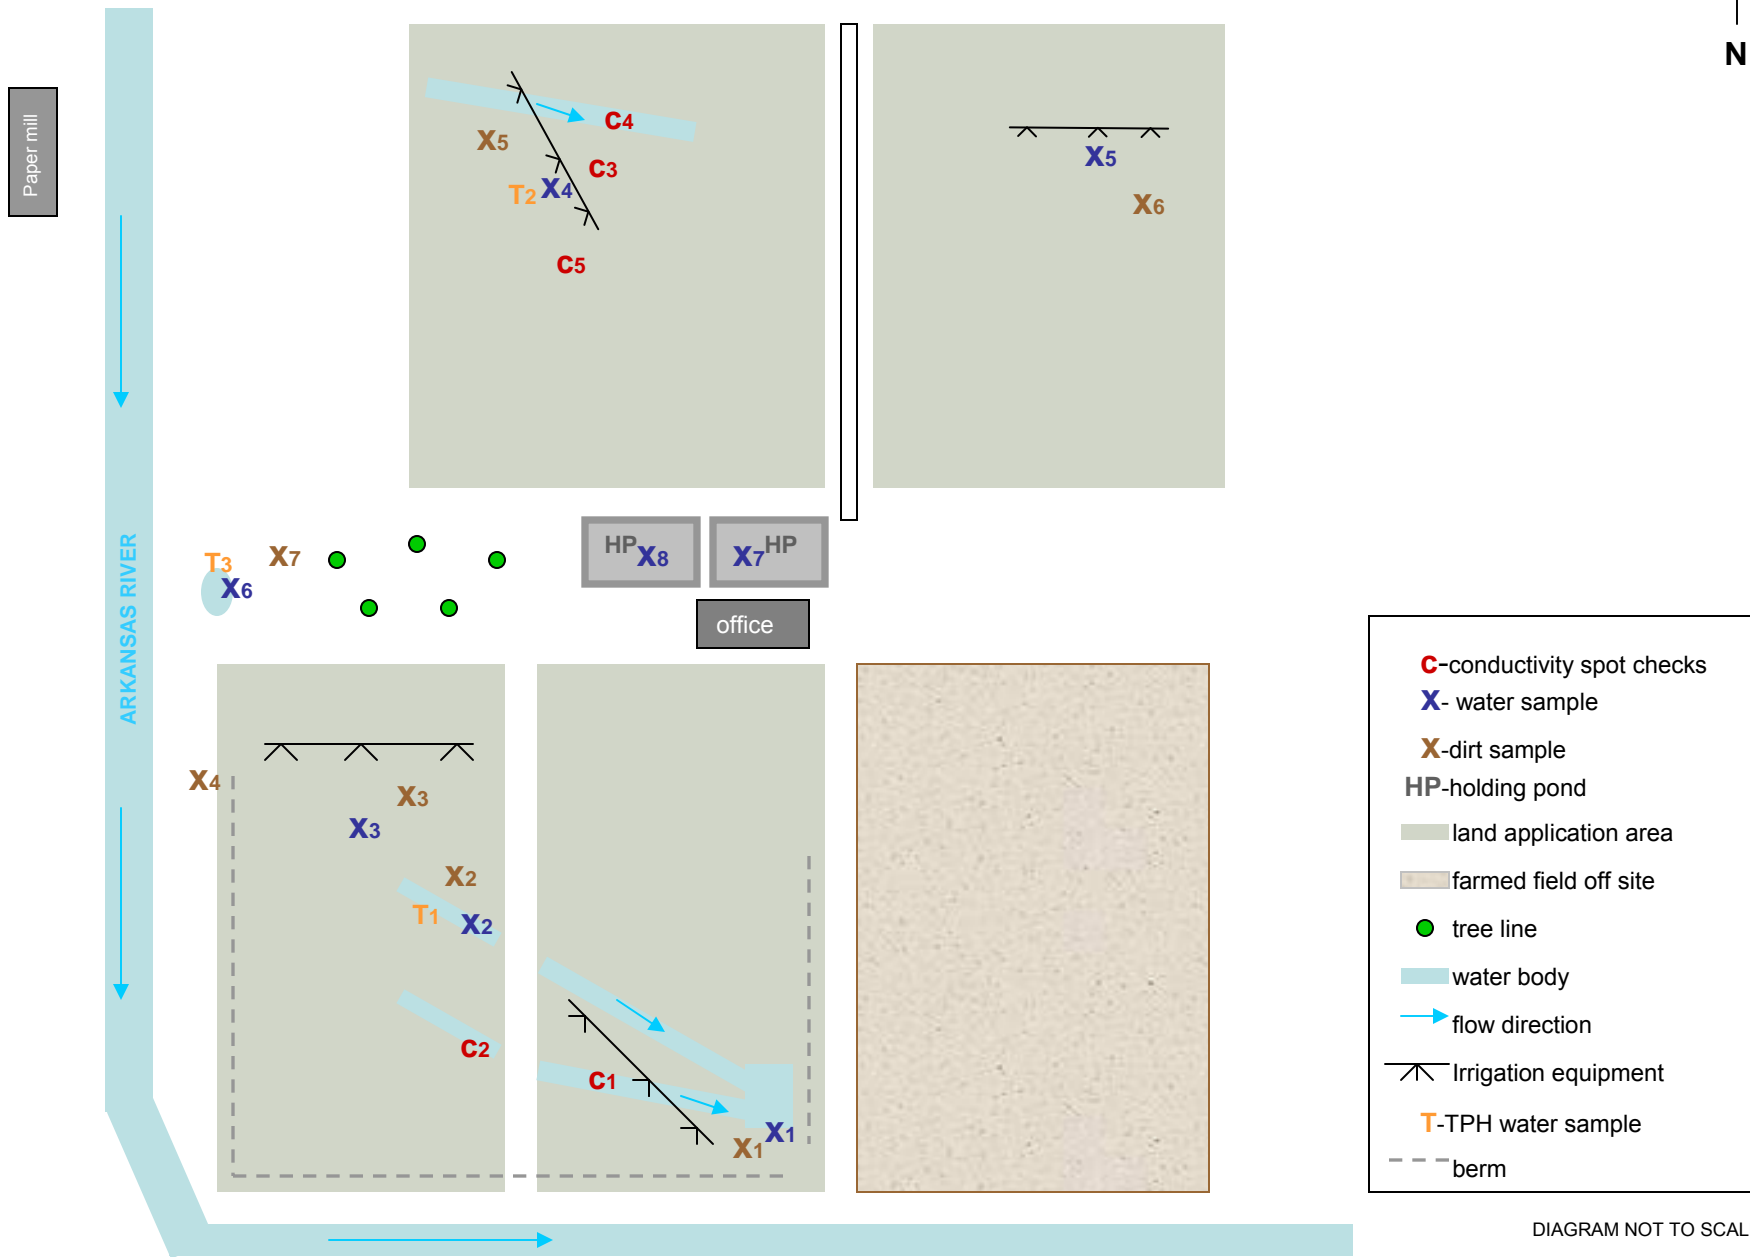 N
Paper mill
C4
X5
C3
T2 X4
C5
X5
X6
ARKANSAS RIVER
T3
X7
X6
HP X8
X7 HP
office
X4
X3
X3
X2
T1
X2
C2
C1
X1
X1
C-conductivity spot checks
X- water sample
X-dirt sample
HP-holding pond
land application area
farmed field off site
tree line
water body
flow direction
Irrigation equipment
T-TPH water sample
berm
DIAGRAM NOT TO SCAL